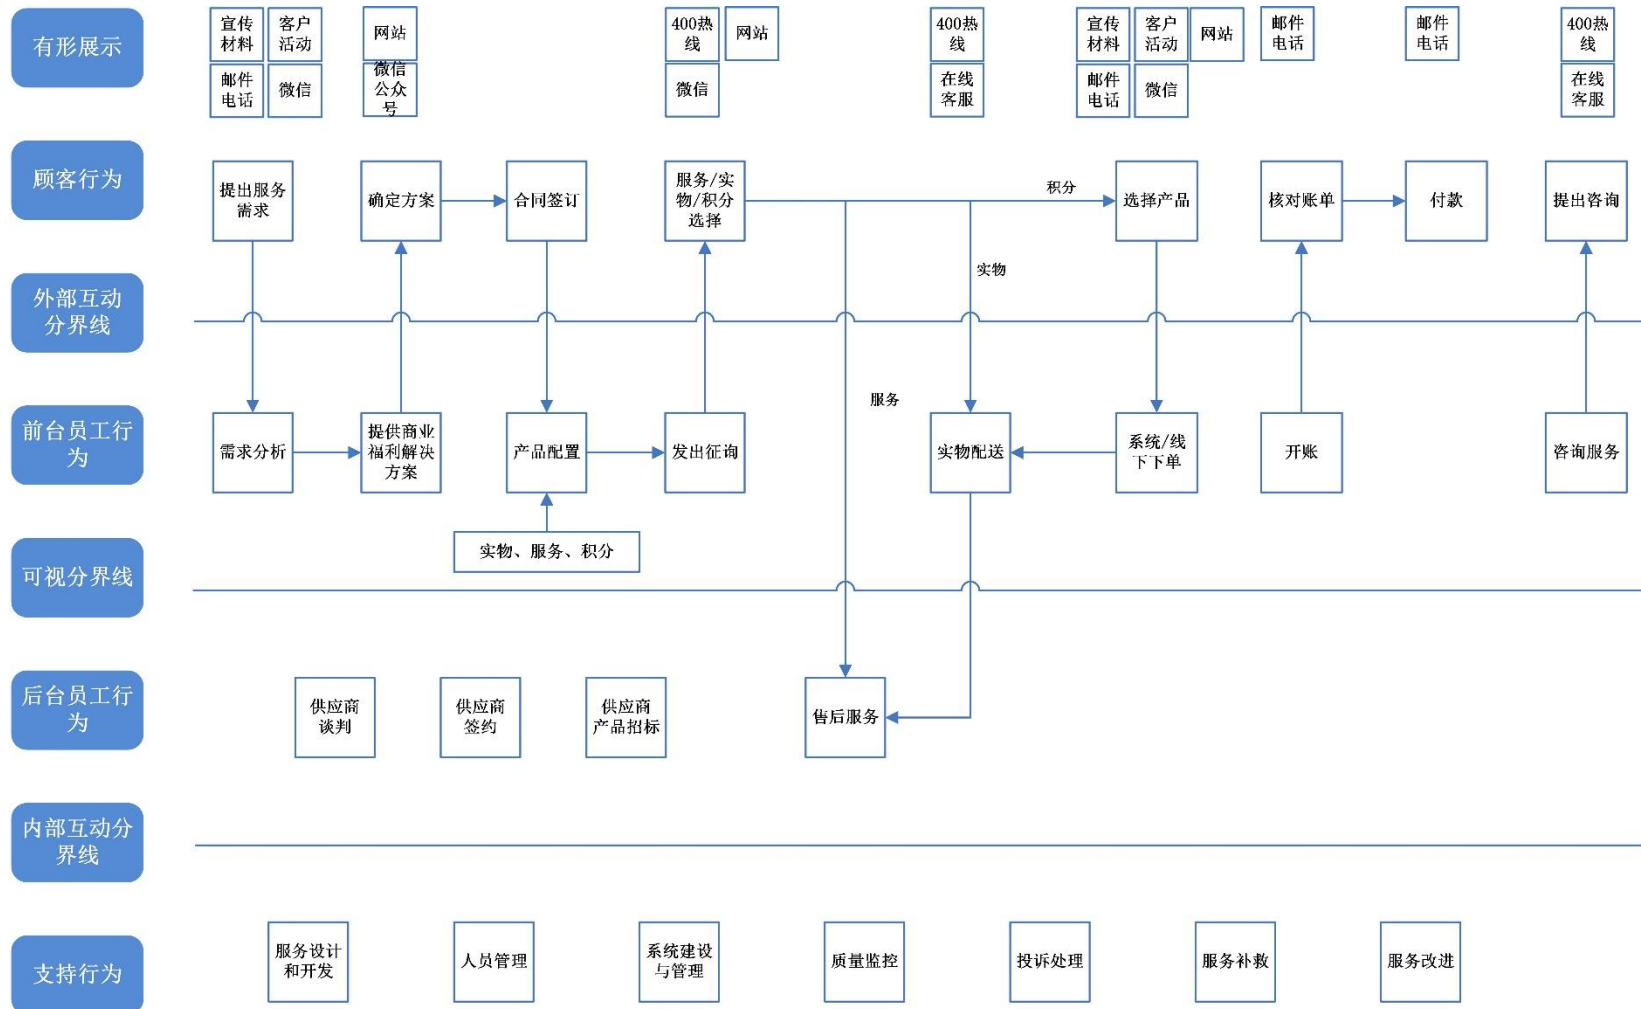 有形展示
宣传
材料
客户
活动
网站
400热
线
网站
400热
线
宣传
材料
客户
活动
网站
邮件
电话
邮件
电话
400热
线
邮件
电话
微信
微信
公众
号
微信
在线
客服
邮件
电话
微信
在线
客服
顾客行为
提出服务
需求
确定方案
合同签订
服务/实
物/积分
选择
积分
选择产品
核对账单
付款
提出咨询
实物
外部互动
分界线
服务
前台员工行
为
需求分析
提供商业
福利解决
方案
产品配置
发出征询
实物配送
系统/线
下下单
开账
咨询服务
实物、服务、积分
可视分界线
后台员工行
为
供应商
谈判
供应商
签约
供应商
产品招标
售后服务
内部互动分
界线
支持行为
服务设计
和开发
人员管理
系统建设
与管理
质量监控
投诉处理
服务补救
服务改进